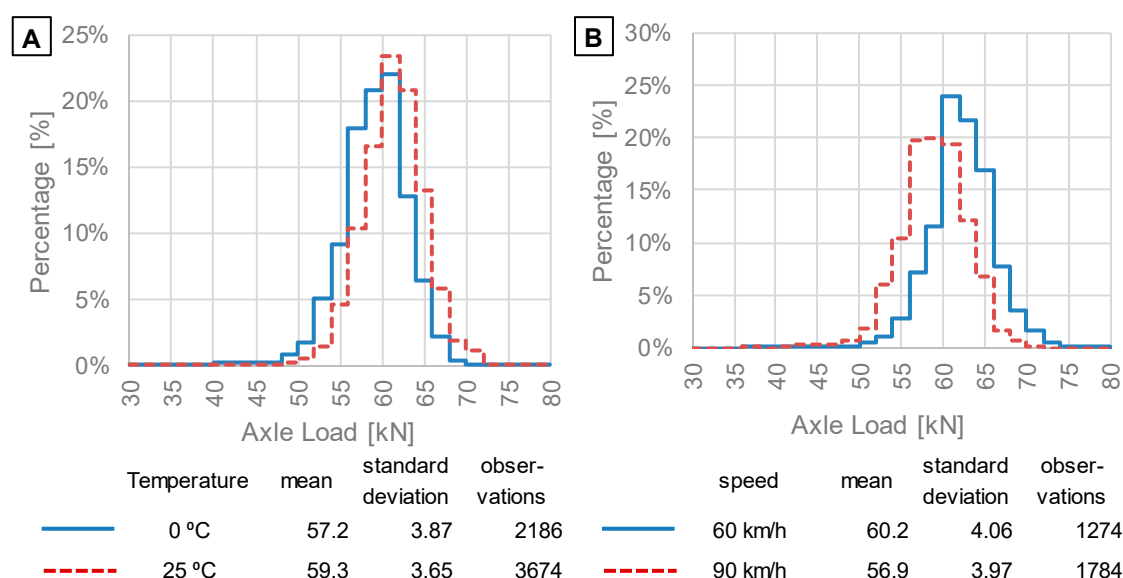 A
25%
20%
15%
10%
5%
0%
Percentage [%]
30 35 40 45 50 55 60 65 70 75 80
Axle Load [kN]
Temperature mean standard deviation obser-vations
0 ºC 57.2 3.87 2186
25 ºC 59.3 3.65 3674
B
30%
25%
20%
15%
10%
5%
0%
Percentage [%]
30 35 40 45 50 55 60 65 70 75 80
Axle Load [kN]
speed mean standard deviation obser-vations
60 km/h 60.2 4.06 1274
90 km/h 56.9 3.97 1784